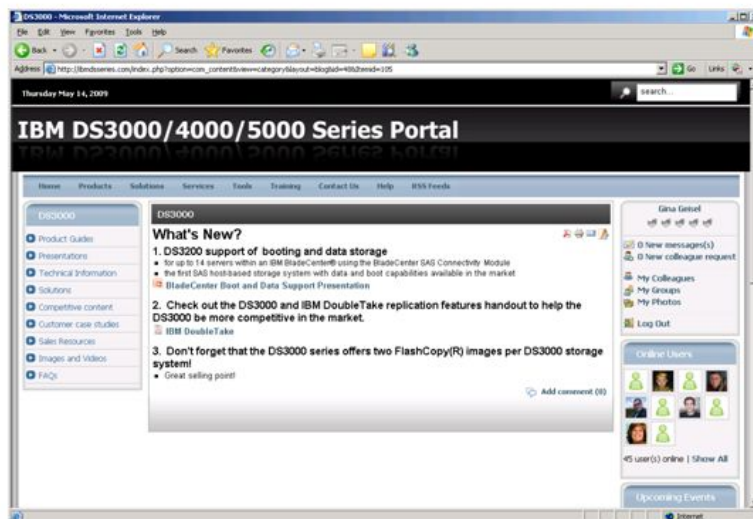 DS3000 - Microsoft Internet Explorer
File Edit View Favorites Tools Help
Back Search Favorites
Address Go Links
Thursday May 14, 2009
search...
IBM DS3000/4000/5000 Series Portal
Home Products Solutions Services Tools Training Contact Us Help RSS Feeds
DS3000
Product Guides
Presentations
Technical Information
Solutions
Competitive content
Customer case studies
Sales Resources
Images and Videos
FAQs
DS3000
What's New?
1. DS3200 support of booting and data storage
for up to 14 servers within an IBM BladeCenter® using the BladeCenter SAS Connectivity Module
the first SAS host-based storage system with data and boot capabilities available in the market
BladeCenter Boot and Data Support Presentation
2. Check out the DS3000 and IBM DoubleTake replication features handout to help the
DS3000 be more competitive in the market.
IBM DoubleTake
3. Don't forget that the DS3000 series offers two FlashCopy(R) images per DS3000 storage
system!
Great selling point!
Add comment (0)
Gina Geisel
0 New messages(s)
0 New colleague request
My Colleagues
My Groups
My Photos
Log Out
Online Users
45 user(s) online | Show All
Upcoming Events
Internet